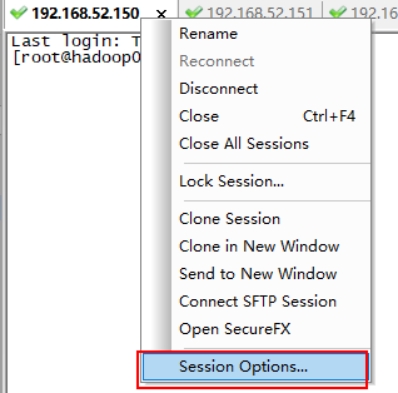 192.168.52.150 192.168.52.151 192.16
Last login: T
[root@hadoop0
Rename
Reconnect
Disconnect
Close Ctrl+F4
Close All Sessions
Lock Session...
Clone Session
Clone in New Window
Send to New Window
Connect SFTP Session
Open SecureFX
Session Options...